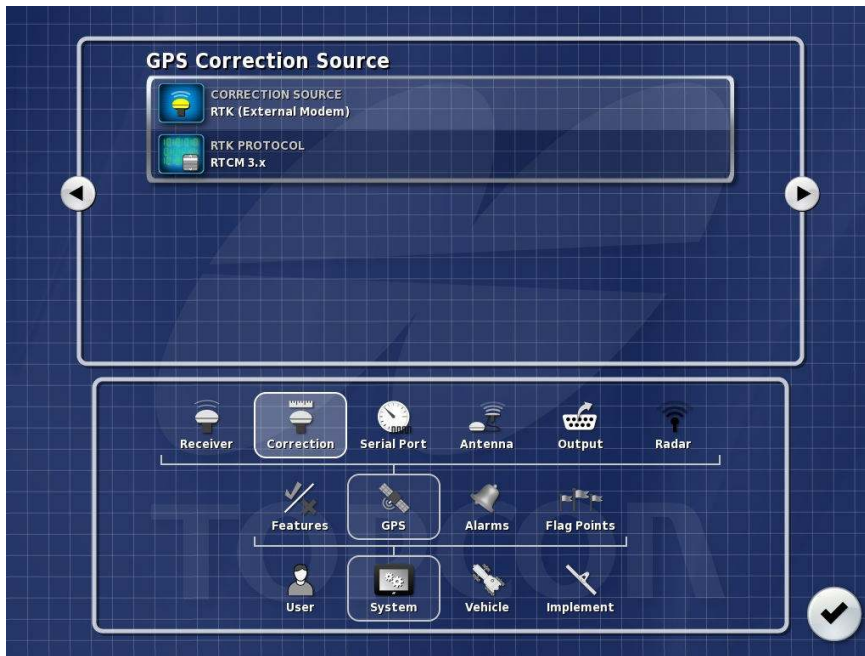 GPS Correction Source
CORRECTION SOURCE
RTK (External Modem)
RTK PROTOCOL
RTCM 3.x
Receiver
Correction
Serial Port
Antenna
Output
Radar
Features
GPS
Alarms
Flag Points
TOPCON
User
System
Vehicle
Implement